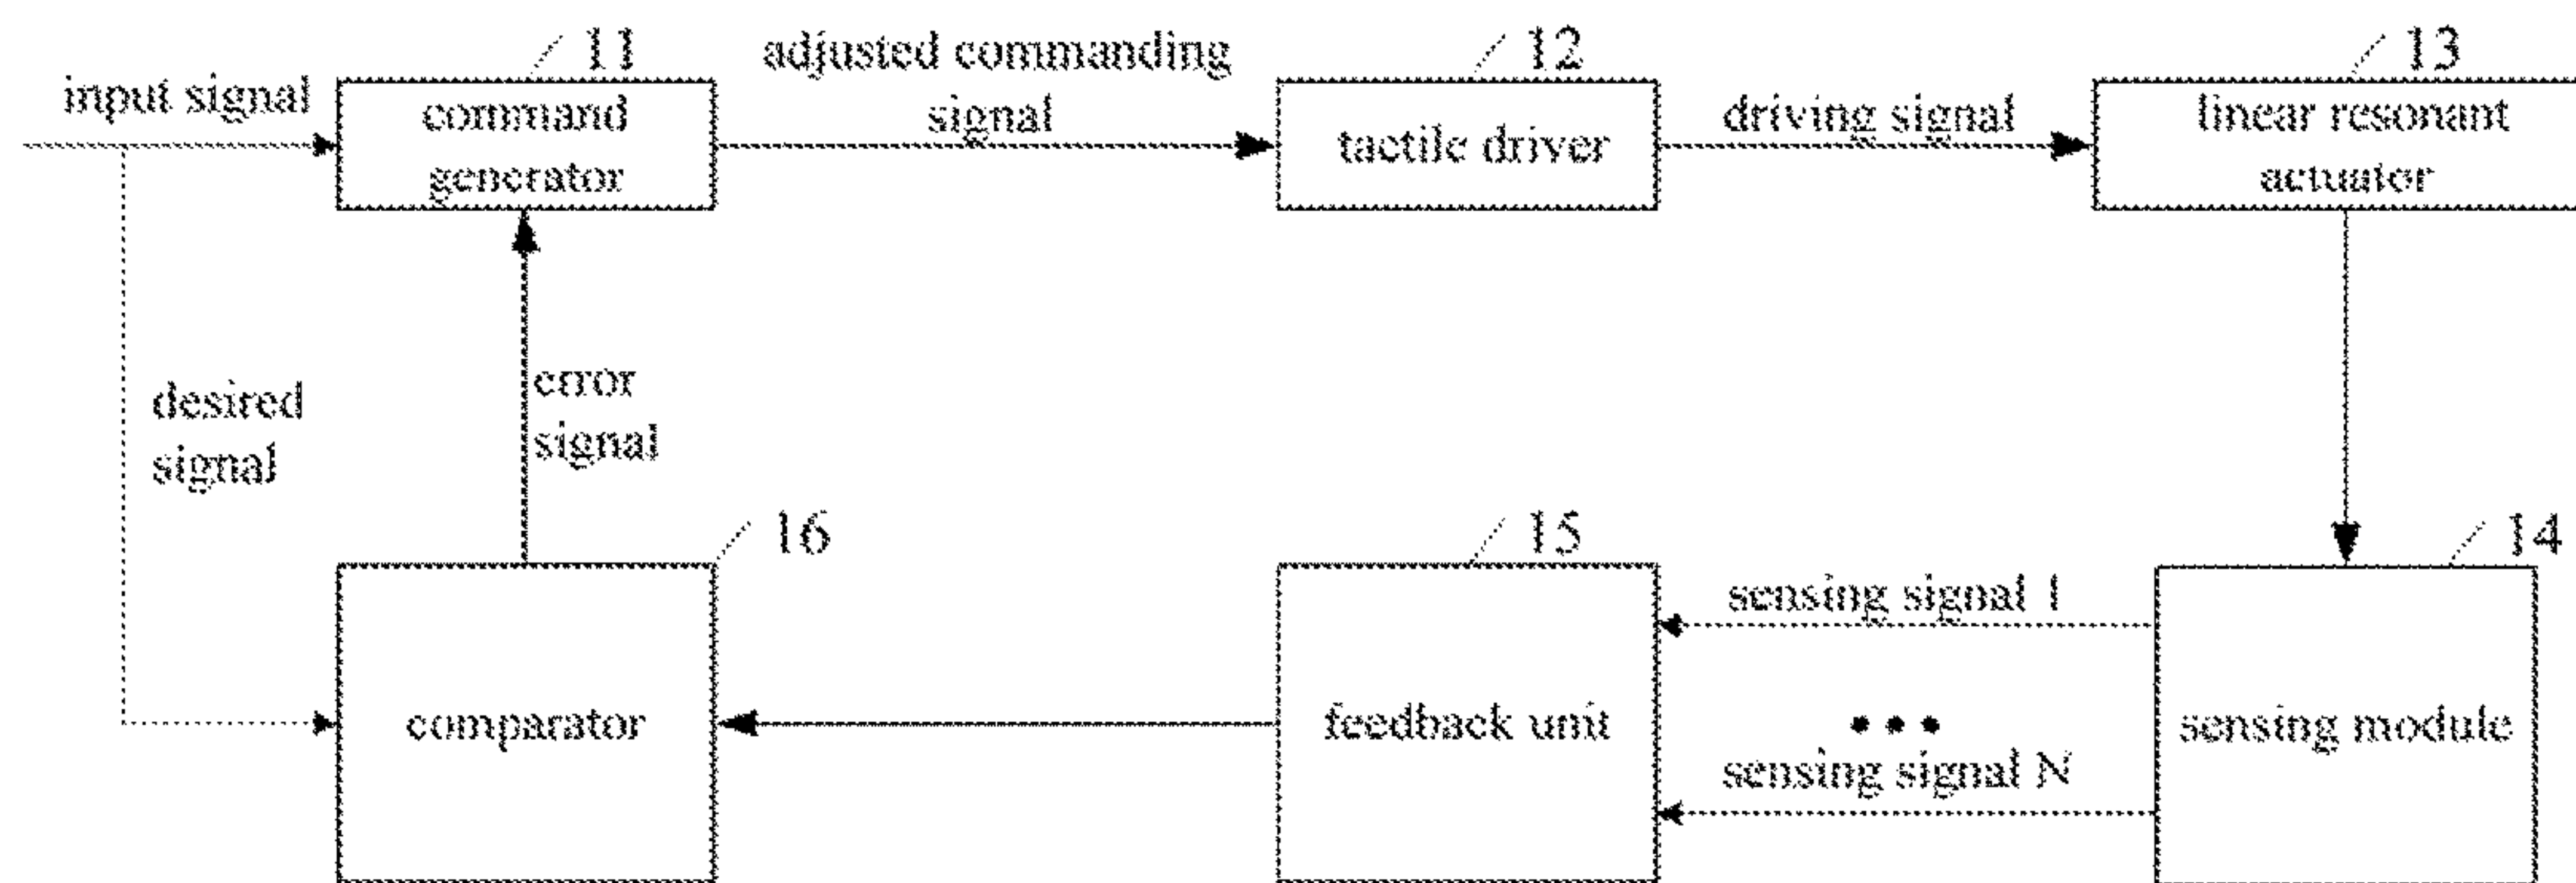 11
12
13
input signal
command
generator
adjusted commanding
signal
tactile driver
driving signal
linear resonant
actuator
desired
signal
error
signal
16
15
14
comparator
feedback unit
sensing signal 1
•••
sensing signal N
sensing module